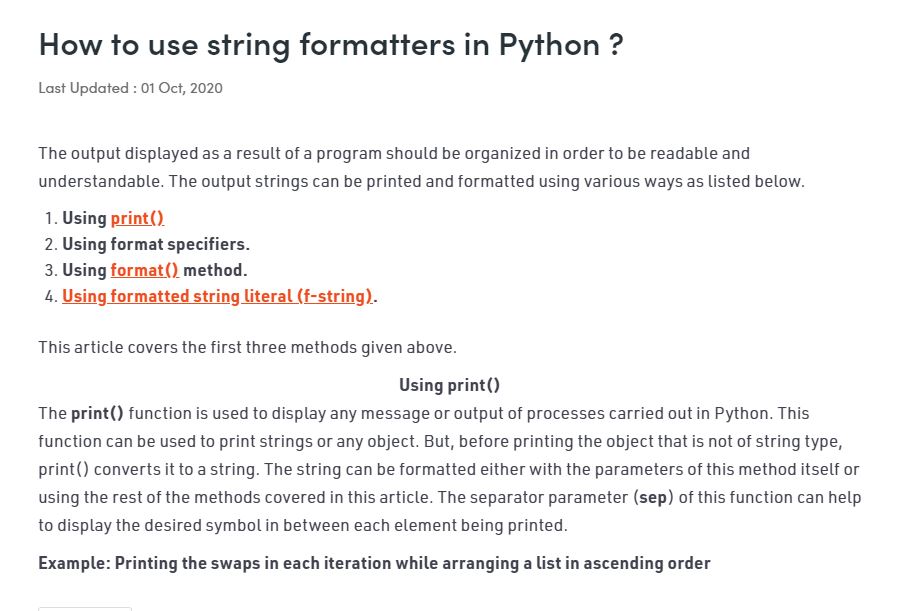 How to use string formatters in Python ?
Last Updated : 01 Oct, 2020
The output displayed as a result of a program should be organized in order to be readable and
understandable. The output strings can be printed and formatted using various ways as listed below.
1. Using print()
2. Using format specifiers.
3. Using format() method.
4. Using formatted string literal (f-string).
This article covers the first three methods given above.
Using print()
The print() function is used to display any message or output of processes carried out in Python. This
function can be used to print strings or any object. But, before printing the object that is not of string type,
print() converts it to a string. The string can be formatted either with the parameters of this method itself or
using the rest of the methods covered in this article. The separator parameter (sep) of this function can help
to display the desired symbol in between each element being printed.
Example: Printing the swaps in each iteration while arranging a list in ascending order